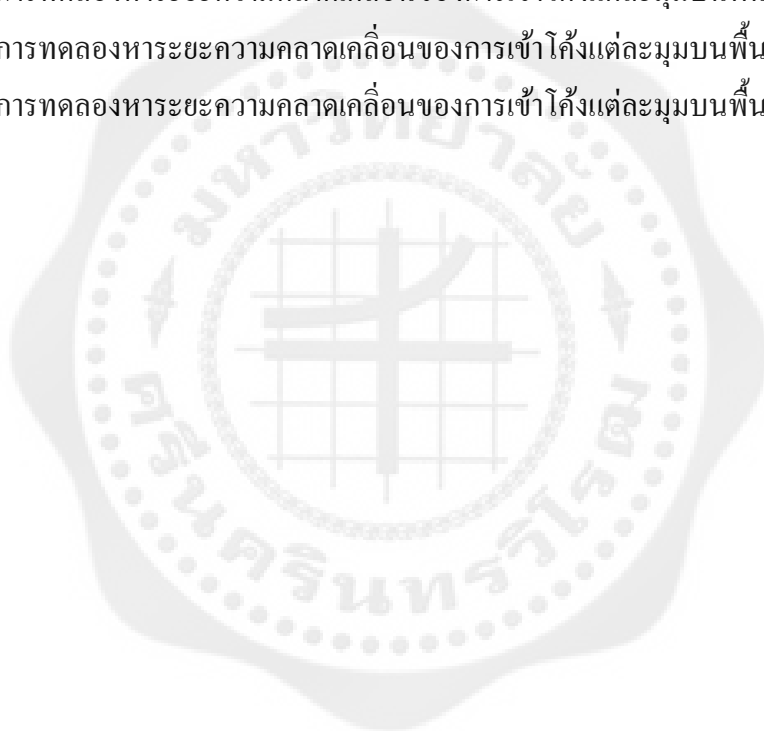 การทดลองหาระยะความคลาดเคลื่อนของการเข้าโค้งแต่ละมุมบนพื้น
การทดลองหาระยะความคลาดเคลื่อนของการเข้าโค้งแต่ละมุมบนพื้น
มหาวิทยาลัย
ศรีนครินทรวิโรฒ